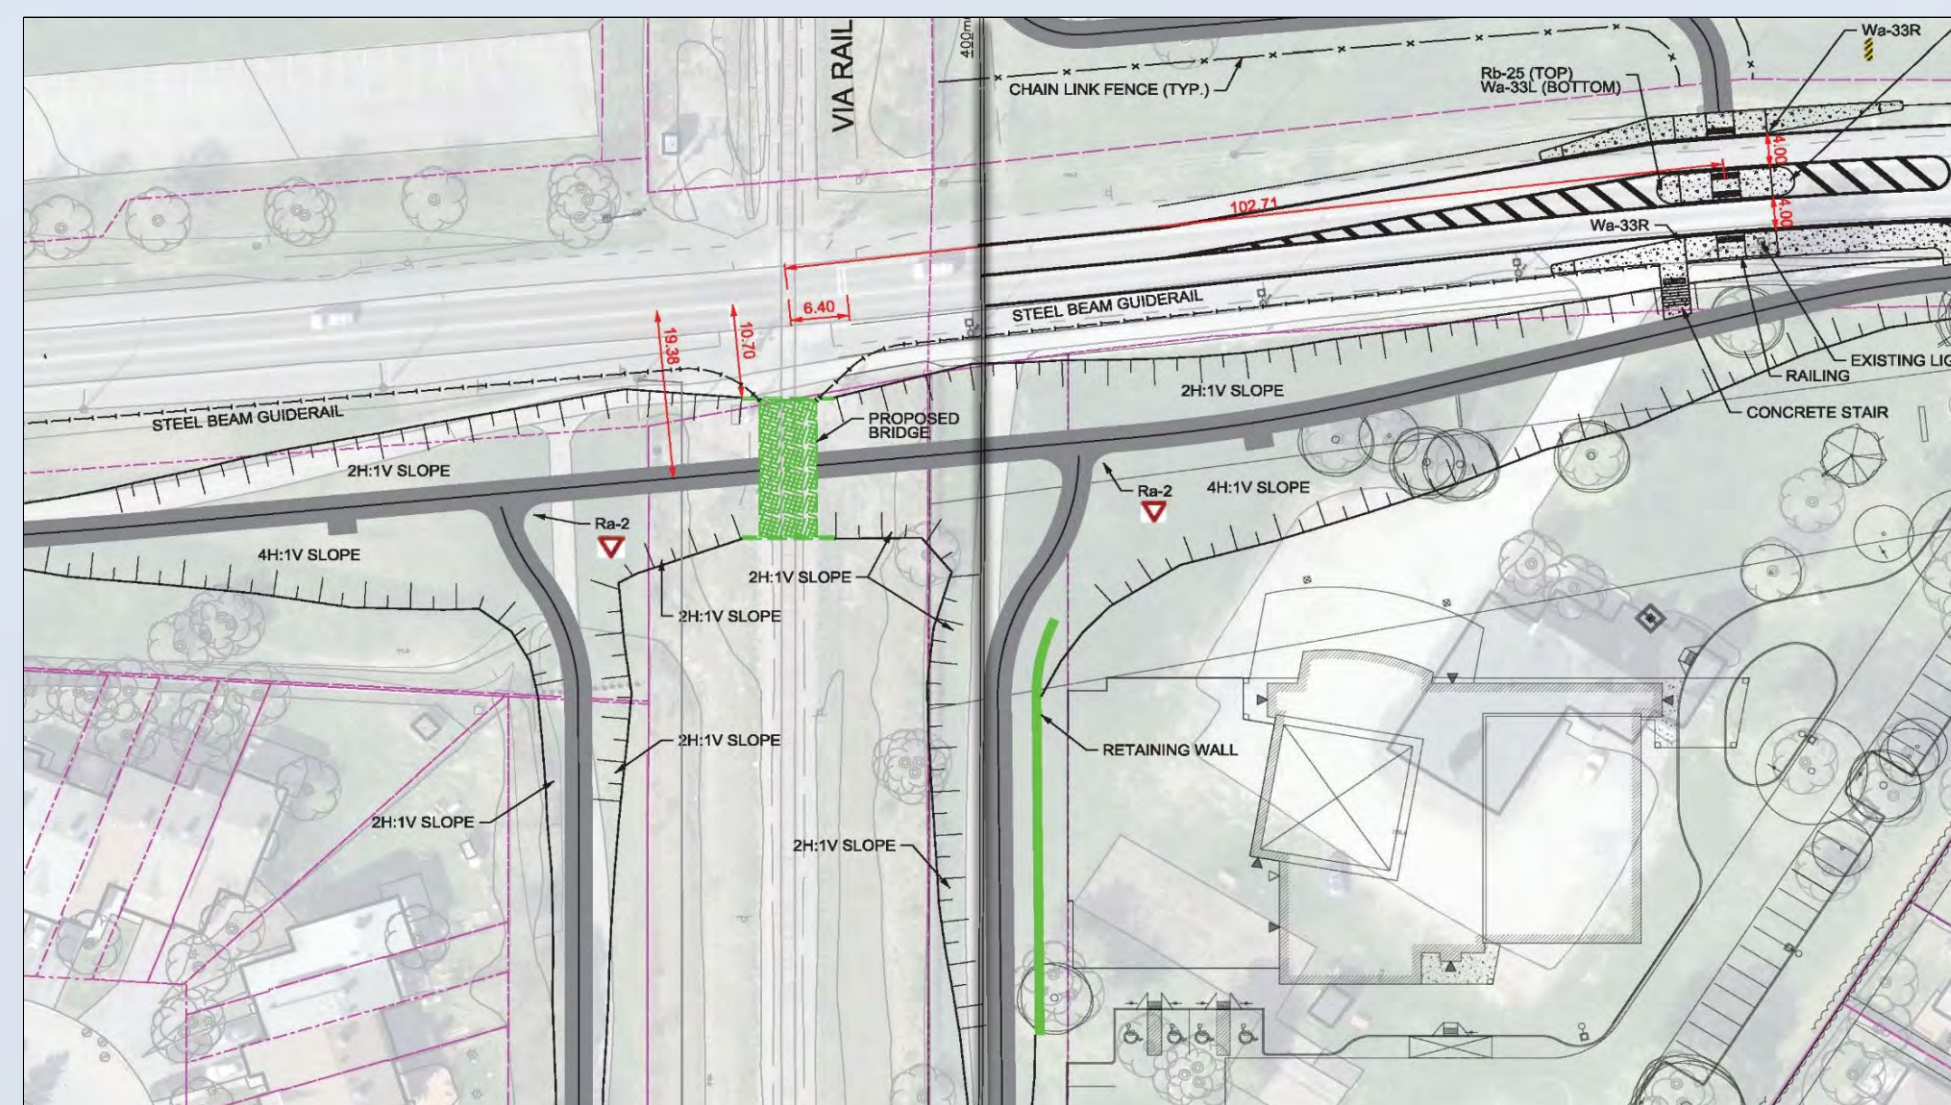 VIA RAIL
400m
CHAIN LINK FENCE (TYP.)
Rb-25 (TOP)
Wa-33L (BOTTOM)
Wa-33R
4.00
102.71
4.00
Wa-33R
6.40
STEEL BEAM GUIDERAIL
19.38
10.70
STEEL BEAM GUIDERAIL
PROPOSED
BRIDGE
2H:1V SLOPE
EXISTING LIG
RAILING
CONCRETE STAIR
2H:1V SLOPE
Ra-2
4H:1V SLOPE
Ra-2
4H:1V SLOPE
2H:1V SLOPE
2H:1V SLOPE
2H:1V SLOPE
RETAINING WALL
2H:1V SLOPE
2H:1V SLOPE